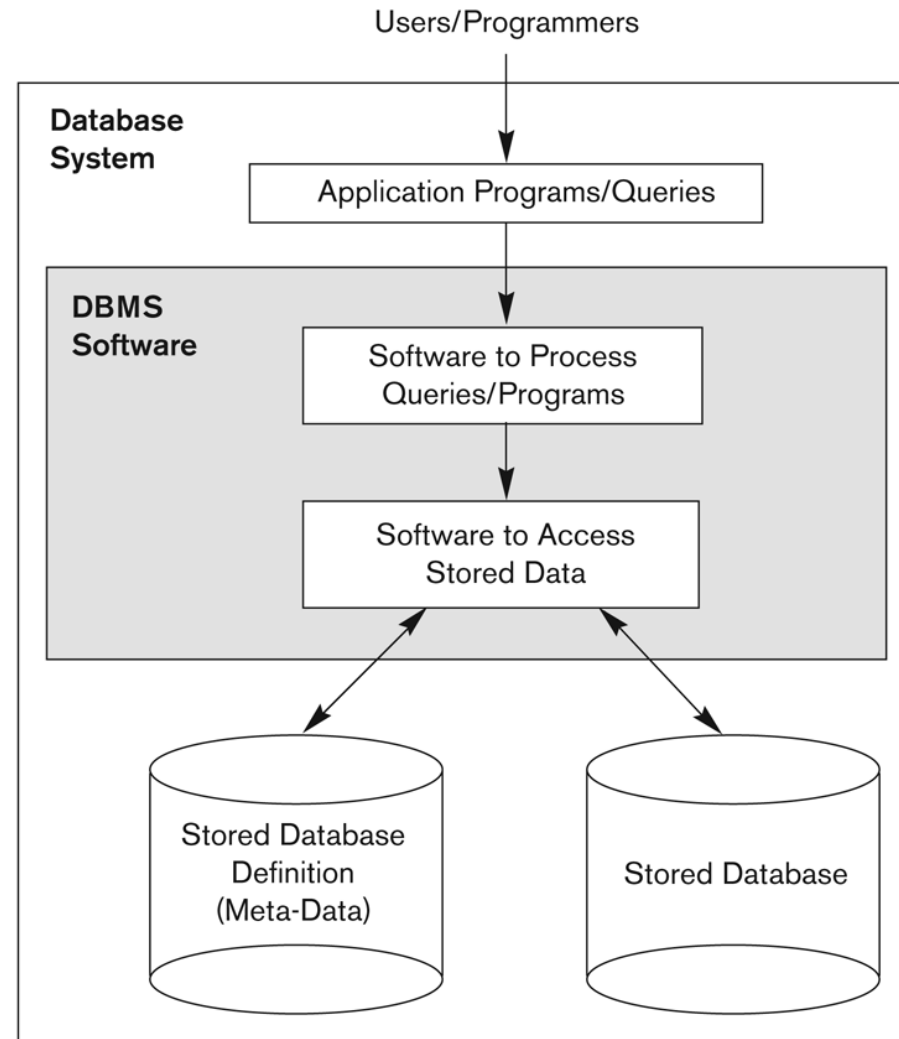 Users/Programmers
Database
System
Application Programs/Queries
DBMS
Software
Software to Process
Queries/Programs
Software to Access
Stored Data
Stored Database
Definition
(Meta-Data)
Stored Database